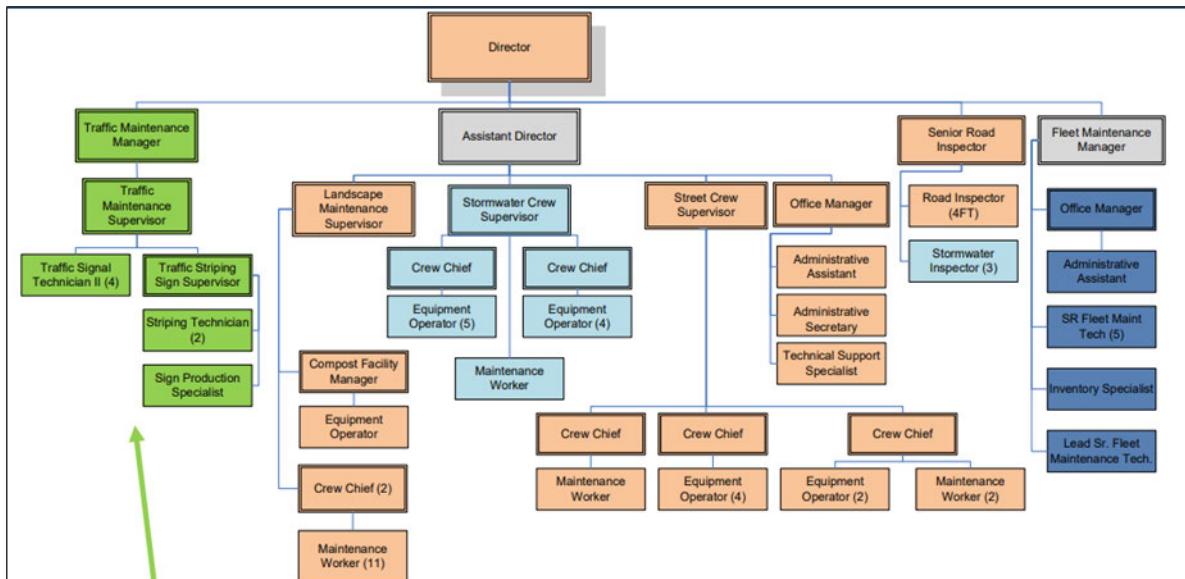 Director
Traffic Maintenance
Manager
Assistant Director
Senior Road
Inspector
Fleet Maintenance
Manager
Traffic
Maintenance
Supervisor
Landscape
Maintenance
Supervisor
Stormwater Crew
Supervisor
Street Crew
Supervisor
Office Manager
Road Inspector
(4FT)
Office Manager
Traffic Signal
Technician II (4)
Traffic Striping
Sign Supervisor
Crew Chief
Crew Chief
Administrative
Assistant
Stormwater
Inspector (3)
Administrative
Assistant
Striping Technician
(2)
Equipment
Operator (5)
Equipment
Operator (4)
Administrative
Secretary
SR Fleet Maint
Tech (5)
Sign Production
Specialist
Compost Facility
Manager
Maintenance
Worker
Technical Support
Specialist
Inventory Specialist
Equipment
Operator
Crew Chief
Crew Chief
Crew Chief
Lead Sr. Fleet
Maintenance Tech.
Crew Chief (2)
Maintenance
Worker
Equipment
Operator (4)
Equipment
Operator (2)
Maintenance
Worker (2)
Maintenance
Worker (11)